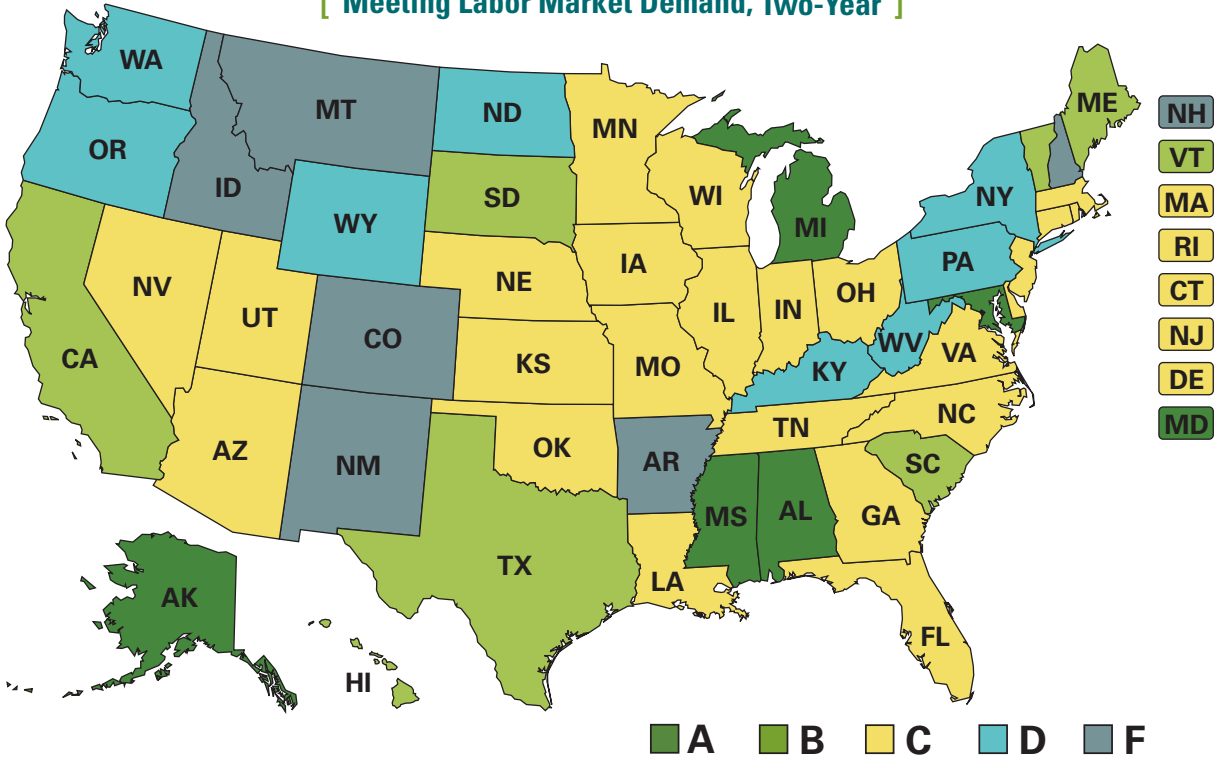 [ Meeting Labor Market Demand, Two-Year ]
WA
MT
ND
MN
ME
NH
OR
ID
SD
WI
VT
WY
MI
NY
MA
NV
NE
IA
PA
RI
UT
IL
IN
OH
CT
CA
CO
KS
MO
WV
VA
NJ
KY
DE
AZ
NM
OK
AR
TN
NC
MD
SC
MS
AL
GA
TX
LA
AK
FL
HI
A B C D F